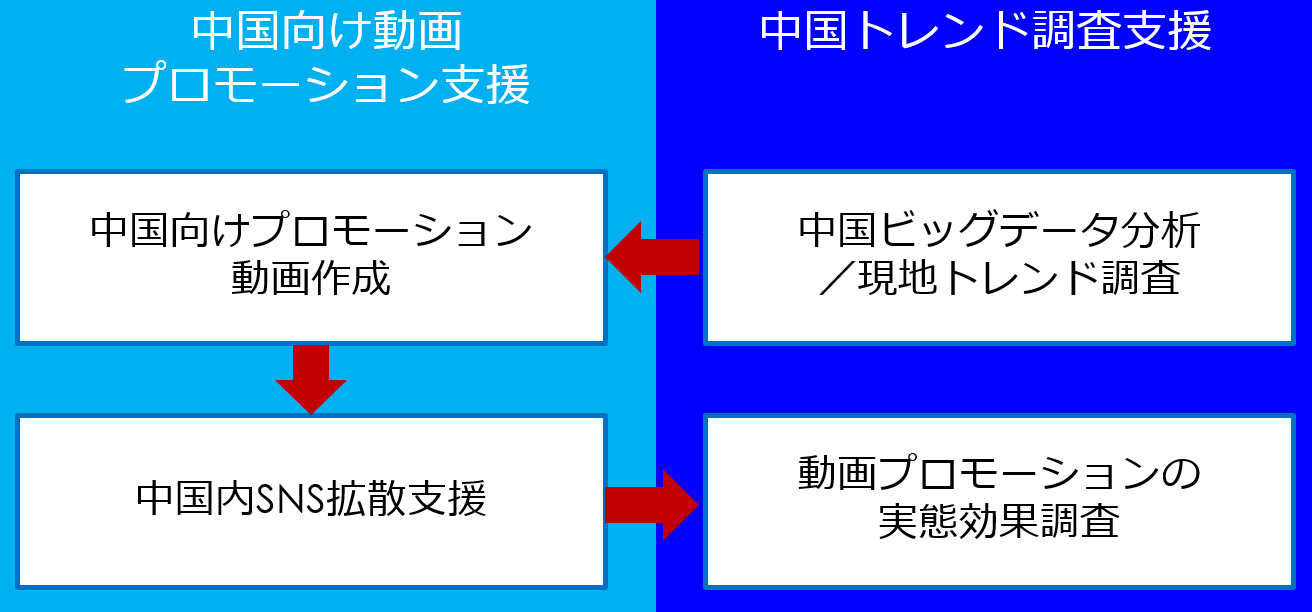 中国向け動画
プロモーション支援
中国トレンド調査支援
中国向けプロモーション
動画作成
中国ビッグデータ分析
／現地トレンド調査
中国内SNS拡散支援
動画プロモーションの
実態効果調査